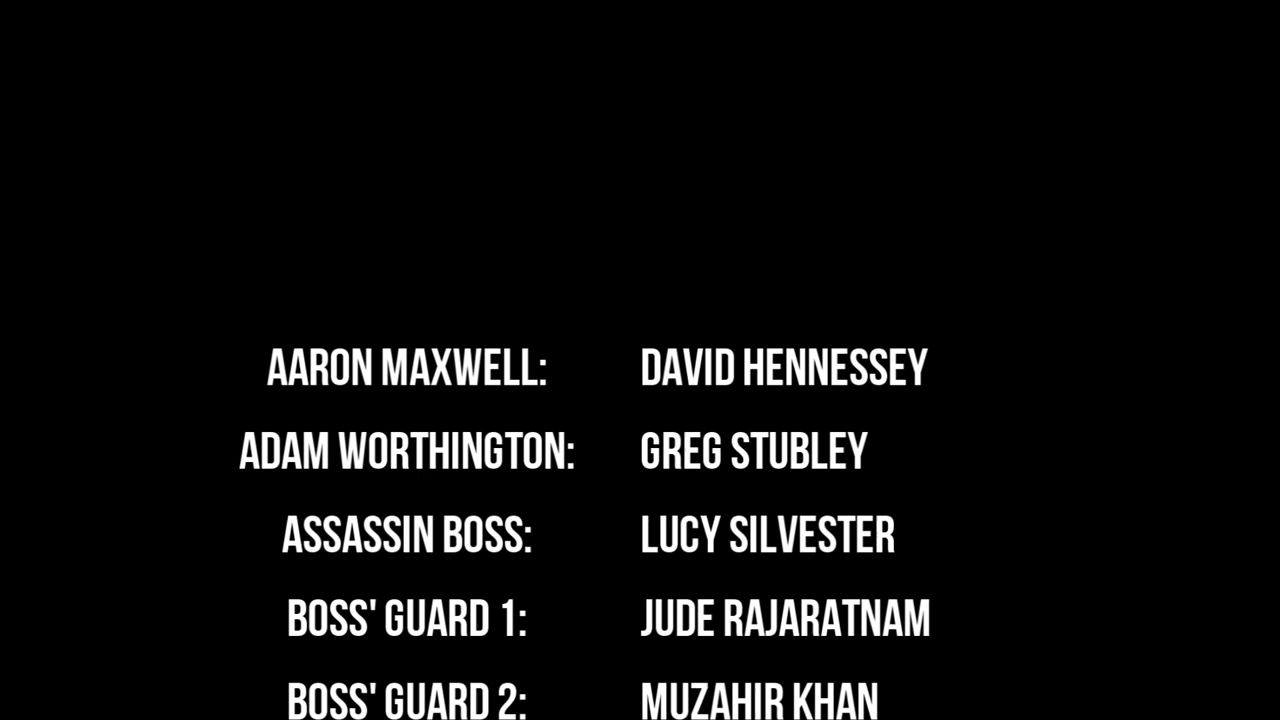 AARON MAXWELL: DAVID HENNESSEY
ADAM WORTHINGTON: GREG STUBLEY
ASSASSIN BOSS: LUCY SILVESTER
BOSS' GUARD 1: JUDE RAJARATNAM
BOSS' GUARD 2: MUZAHIR KHAN